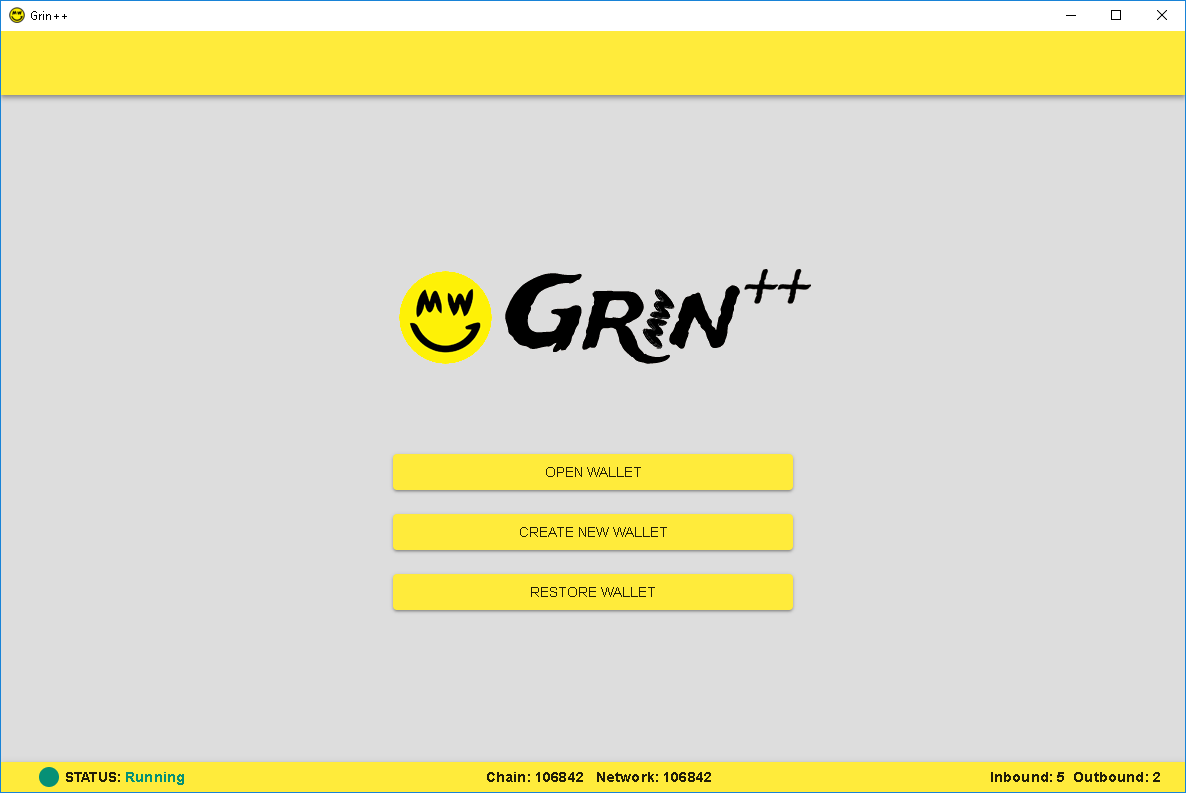 Grin++
MW GRIN++
OPEN WALLET
CREATE NEW WALLET
RESTORE WALLET
STATUS: Running Chain: 106842 Network: 106842 Inbound: 5 Outbound: 2